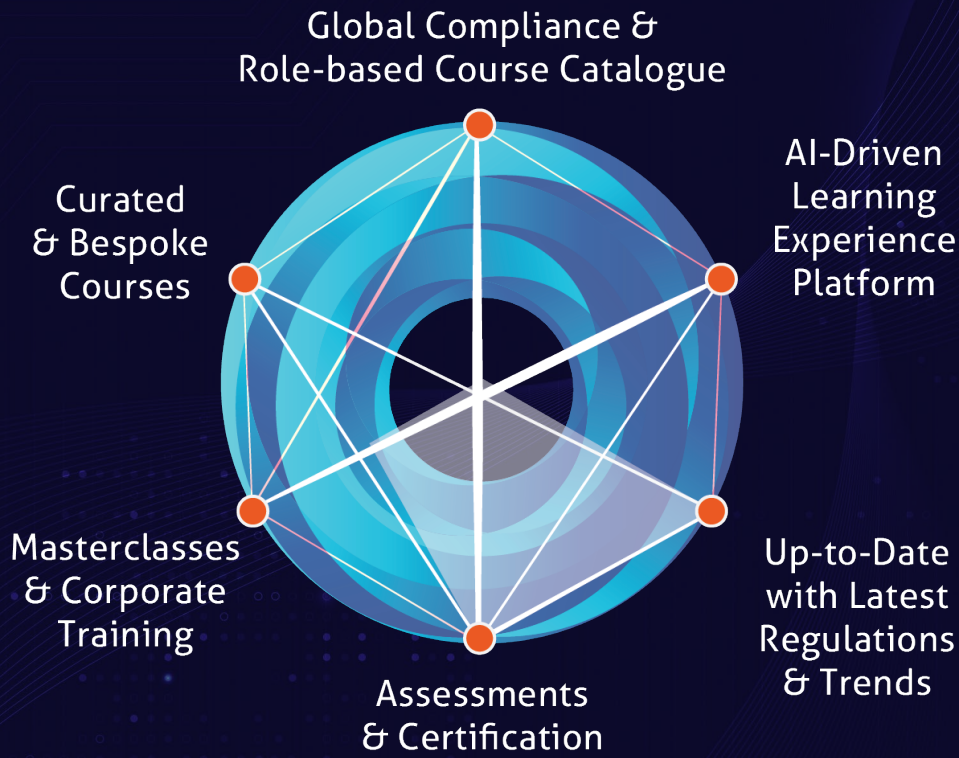 Global Compliance &
Role-based Course Catalogue
AI-Driven
Learning
Experience
Platform
Curated
& Bespoke
Courses
Masterclasses
& Corporate
Training
Up-to-Date
with Latest
Regulations
& Trends
Assessments
& Certification